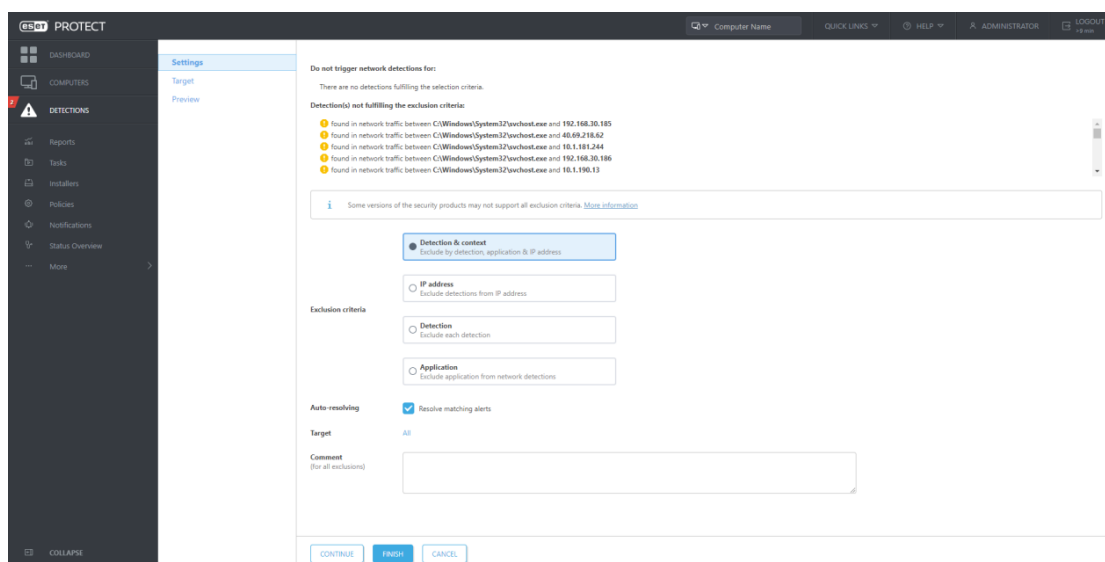 eset PROTECT
Computer Name
QUICK LINKS
HELP
ADMINISTRATOR
LOGOUT
>9 min
DASHBOARD
COMPUTERS
DETECTIONS
Reports
Tasks
Installers
Policies
Notifications
Status Overview
More
COLLAPSE
Settings
Target
Preview
Do not trigger network detections for:
There are no detections fulfilling the selection criteria.
Detection(s) not fulfilling the exclusion criteria:
found in network traffic between C:\Windows\System32\svchost.exe and 192.168.30.185
found in network traffic between C:\Windows\System32\svchost.exe and 40.69.218.62
found in network traffic between C:\Windows\System32\svchost.exe and 10.1.181.244
found in network traffic between C:\Windows\System32\svchost.exe and 192.168.30.186
found in network traffic between C:\Windows\System32\svchost.exe and 10.1.190.13
Some versions of the security products may not support all exclusion criteria. More information
Exclusion criteria
Detection & context
Exclude by detection, application & IP address
IP address
Exclude detections from IP address
Detection
Exclude each detection
Application
Exclude application from network detections
Auto-resolving
Resolve matching alerts
Target
All
Comment
(for all exclusions)
CONTINUE
FINISH
CANCEL